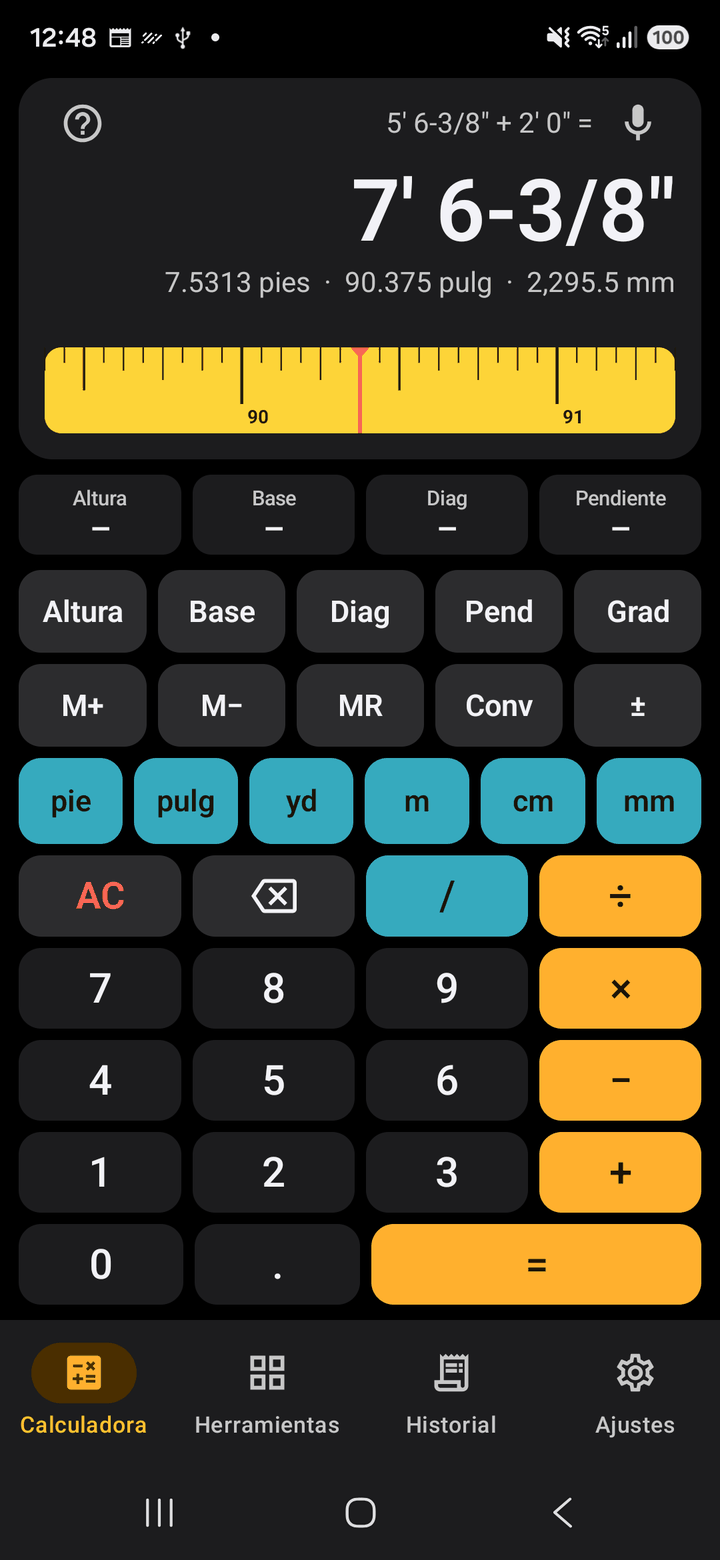 12:48
5
100
5' 6-3/8" + 2' 0" =
7' 6-3/8"
7.5313 pies · 90.375 pulg · 2,295.5 mm
90 91
Altura Base Diag Pendiente
– – – –
Altura Base Diag Pend Grad
M+ M− MR Conv ±
pie pulg yd m cm mm
AC / ÷
7 8 9 ×
4 5 6 −
1 2 3 +
0 . =
Calculadora Herramientas Historial Ajustes